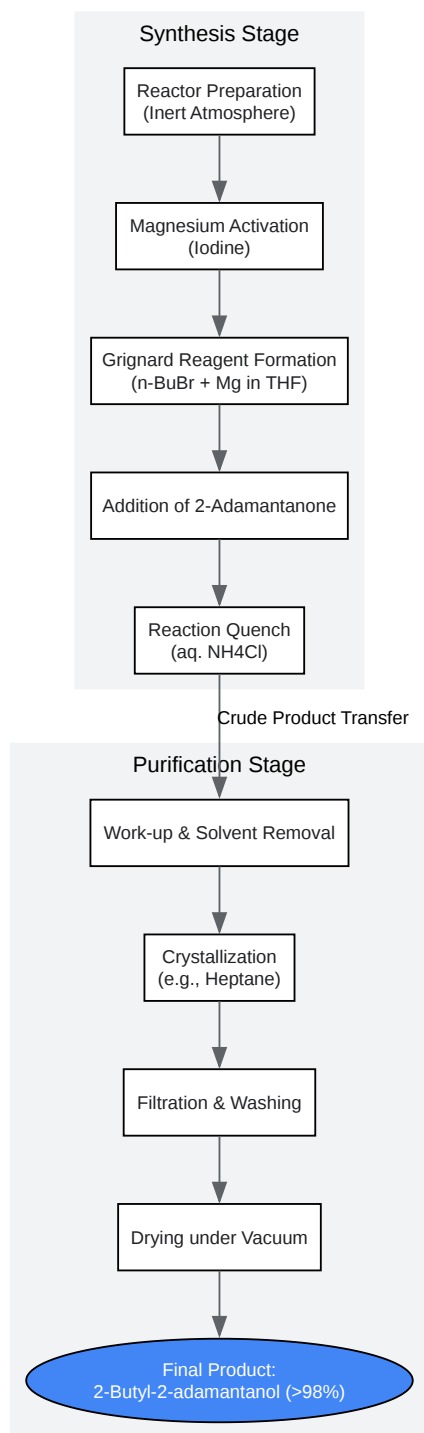 Synthesis Stage
Reactor Preparation
(Inert Atmosphere)
Magnesium Activation
(Iodine)
Grignard Reagent Formation
(n-BuBr + Mg in THF)
Addition of 2-Adamantanone
Reaction Quench
(aq. NH4Cl)
Crude Product Transfer
Purification Stage
Work-up & Solvent Removal
Crystallization
(e.g., Heptane)
Filtration & Washing
Drying under Vacuum
Final Product:
2-Butyl-2-adamantanol (>98%)